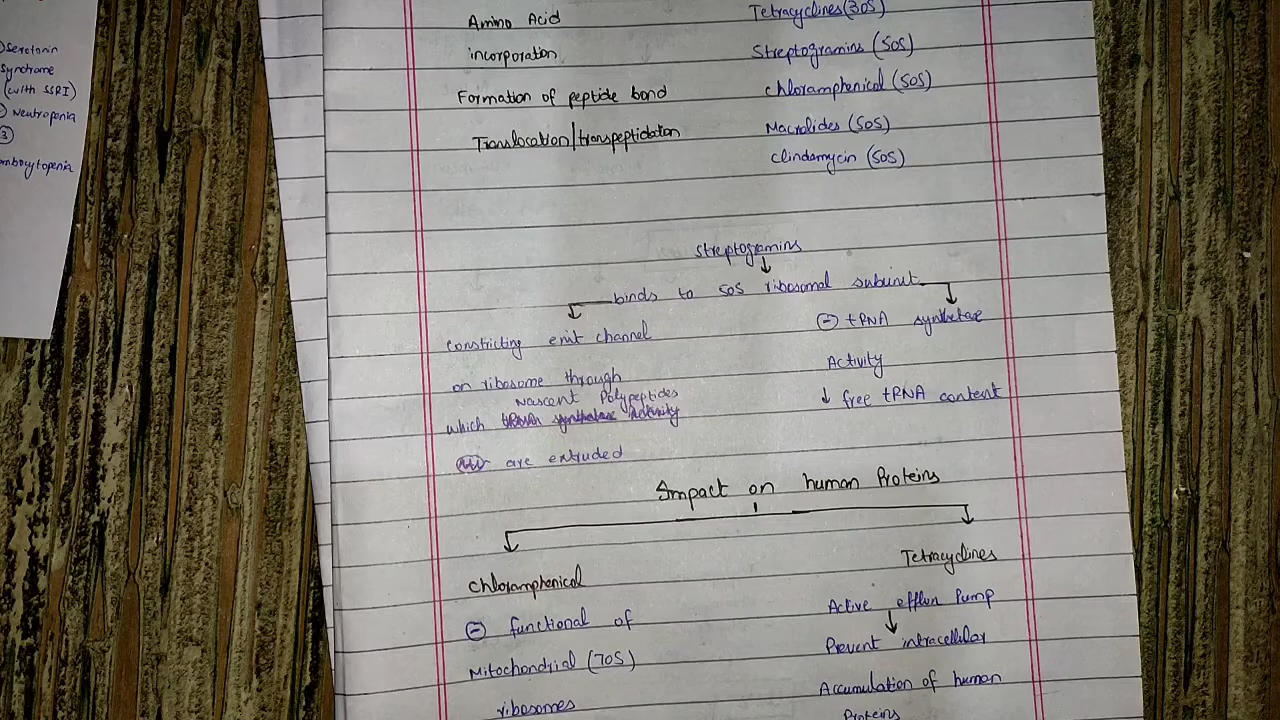 )Serotonin
Syndrome
(with SSRI)
) Neutropenia
③
ombocytopenia
Amino Acid
incorporation
Formation of peptide bond
Translocation/transpeptidation
Tetracyclines(30S)
Streptogramins (50S)
chloramphenicol (50S)
Macrolides (50S)
clindamycin (50S)
Streptogramins
↓
binds to 50S ribosomal subunit
constricting exit channel
on ribosome through
nascent Polypeptides
which
are extruded
⊖ tRNA synthetase
Activity
↓ free tRNA content
Impact on human Proteins
Chloramphenicol
⊖ functional of
Mitochondrial (70S)
ribosomes
Tetracyclines
Active efflux Pump
↓
Prevent intracellular
Accumulation of human
Proteins